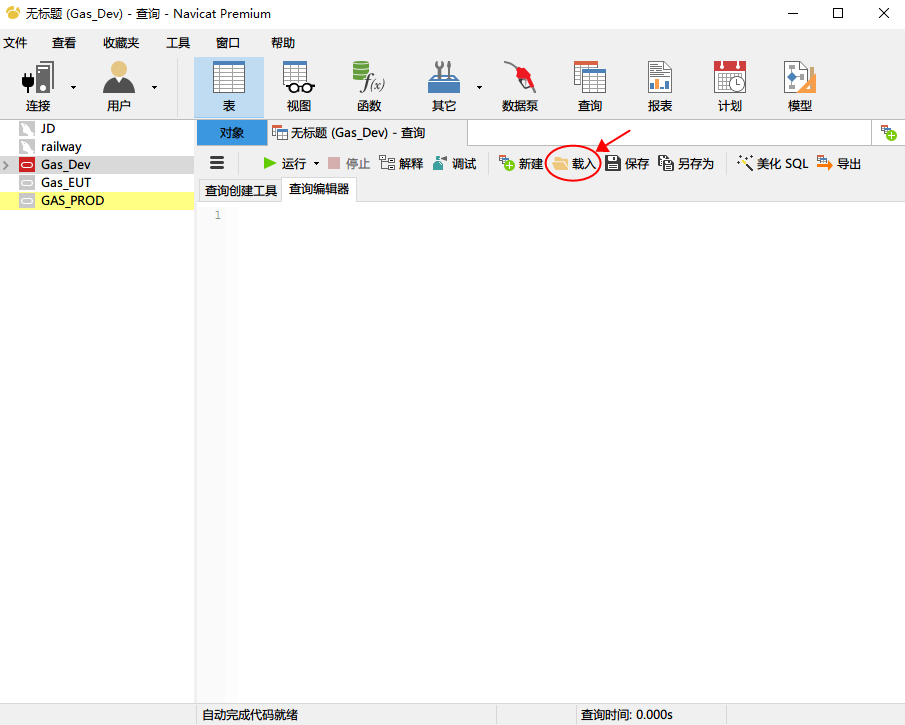 无标题 (Gas_Dev) - 查询 - Navicat Premium
文件 查看 收藏夹 工具 窗口 帮助
f(x)
连接 用户 表 视图 函数 其它 数据泵 查询 报表 计划 模型
对象 无标题 (Gas_Dev) - 查询
运行 停止 解释 调试 新建 载入 保存 另存为 美化 SQL 导出
查询创建工具 查询编辑器
JD
railway
Gas_Dev
Gas_EUT
GAS_PROD
1
自动完成代码就绪 查询时间: 0.000s